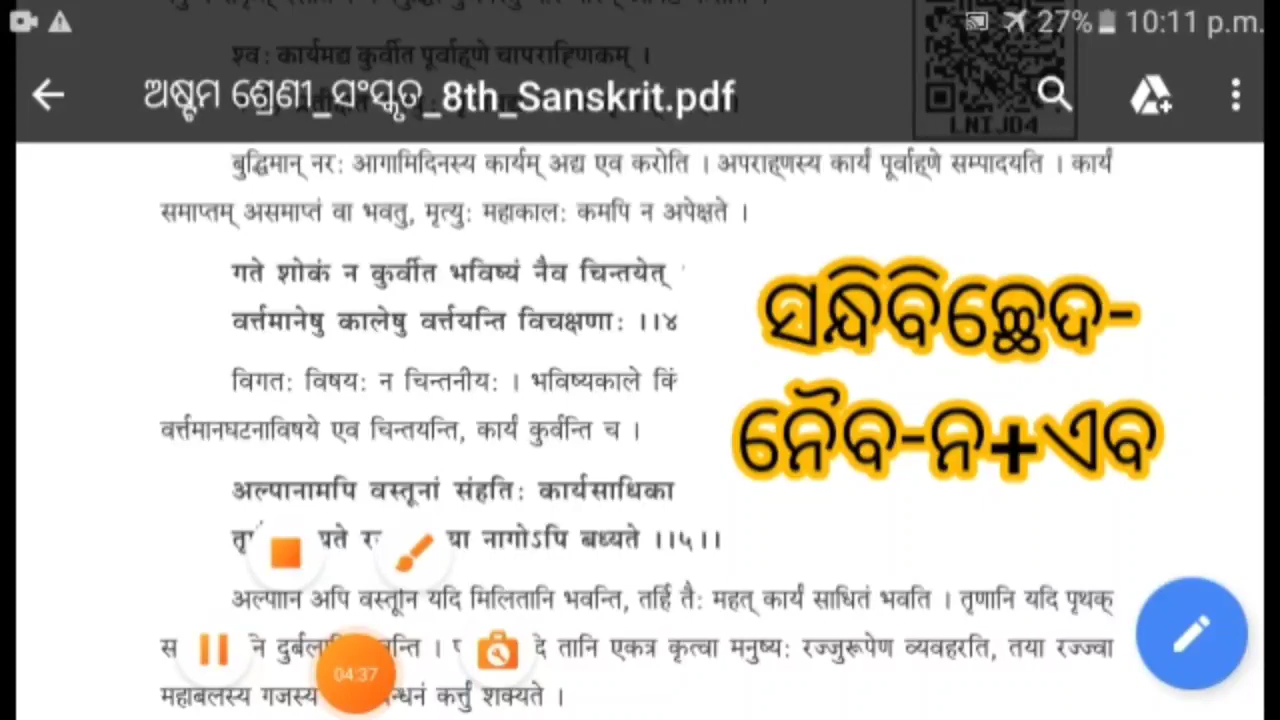 27% 10:11 p.m.
श्वः कार्यमद्य कुर्वीत पूर्वाह्णे चापराह्णिकम् ।
ଅଷ୍ଟମ ଶ୍ରେଣୀ_ସଂସ୍କୃତ_8th_Sanskrit.pdf
LNIJD4
बुद्धिमान् नरः आगामिदिनस्य कार्यम् अद्य एव करोति । अपराह्णस्य कार्यं पूर्वाह्णे सम्पादयति । कार्यं
समाप्तम् असमाप्तं वा भवतु, मृत्युः महाकालः कमपि न अपेक्षते ।
गते शोकं न कुर्वीत भविष्यं नैव चिन्तयेत्
वर्त्तमानेषु कालेषु वर्त्तयन्ति विचक्षणाः ।।४
ସନ୍ଧିବିଚ୍ଛେଦ-
ନୈବ-ନ+ଏବ
विगतः विषयः न चिन्तनीयः । भविष्यकाले किं
वर्त्तमानघटनाविषये एव चिन्तयन्ति, कार्यं कुर्वन्ति च ।
अल्पानामपि वस्तूनां संहतिः कार्यसाधिका
नागोऽपि बध्यते ।।५।।
अल्पानि अपि वस्तूनि यदि मिलितानि भवन्ति, तर्हि तैः महत् कार्यं साधितं भवति । तृणानि यदि पृथक्
तानि एकत्र कृत्वा मनुष्यः रज्जुरूपेण व्यवहरति, तया रज्ज्वा
04:37
महाबलस्य गजस्य कर्त्तुं शक्यते ।